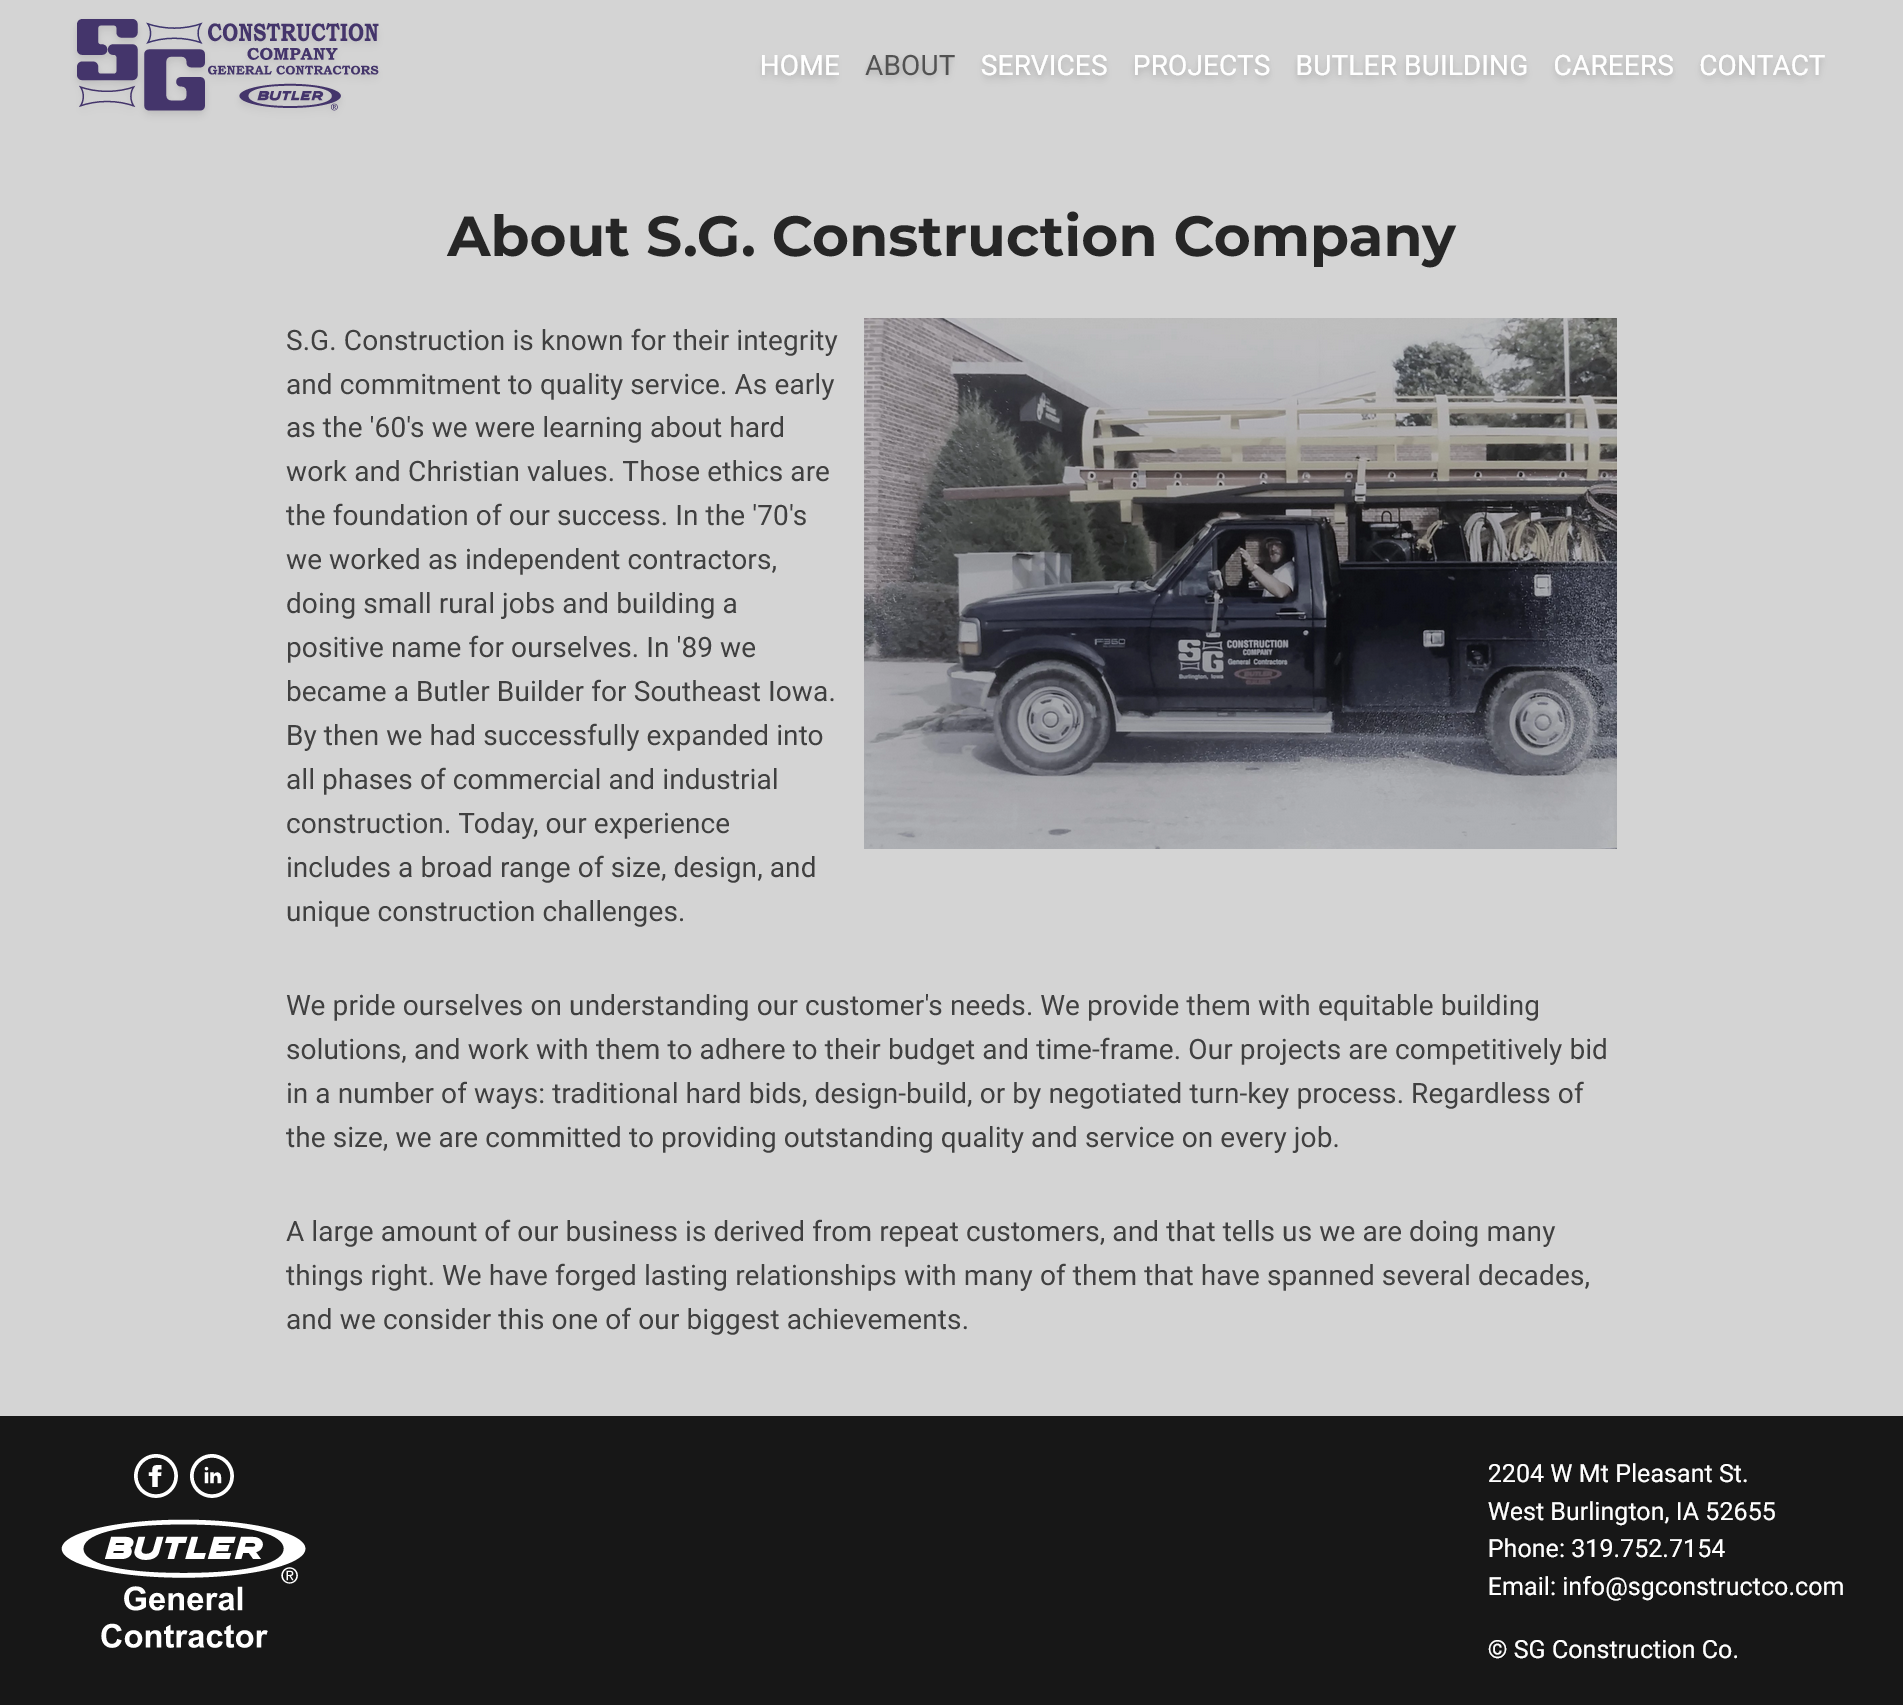 SG CONSTRUCTION
COMPANY
GENERAL CONTRACTORS
BUTLER®
HOME ABOUT SERVICES PROJECTS BUTLER BUILDING CAREERS CONTACT
About S.G. Construction Company
S.G. Construction is known for their integrity
and commitment to quality service. As early
as the '60's we were learning about hard
work and Christian values. Those ethics are
the foundation of our success. In the '70's
we worked as independent contractors,
doing small rural jobs and building a
positive name for ourselves. In '89 we
became a Butler Builder for Southeast Iowa.
By then we had successfully expanded into
all phases of commercial and industrial
construction. Today, our experience
includes a broad range of size, design, and
unique construction challenges.
F350
SG CONSTRUCTION
COMPANY
General Contractors
Burlington, Iowa
BUTLER
We pride ourselves on understanding our customer's needs. We provide them with equitable building
solutions, and work with them to adhere to their budget and time-frame. Our projects are competitively bid
in a number of ways: traditional hard bids, design-build, or by negotiated turn-key process. Regardless of
the size, we are committed to providing outstanding quality and service on every job.
A large amount of our business is derived from repeat customers, and that tells us we are doing many
things right. We have forged lasting relationships with many of them that have spanned several decades,
and we consider this one of our biggest achievements.
f in
BUTLER®
General
Contractor
2204 W Mt Pleasant St.
West Burlington, IA 52655
Phone: 319.752.7154
Email: info@sgconstructco.com
© SG Construction Co.